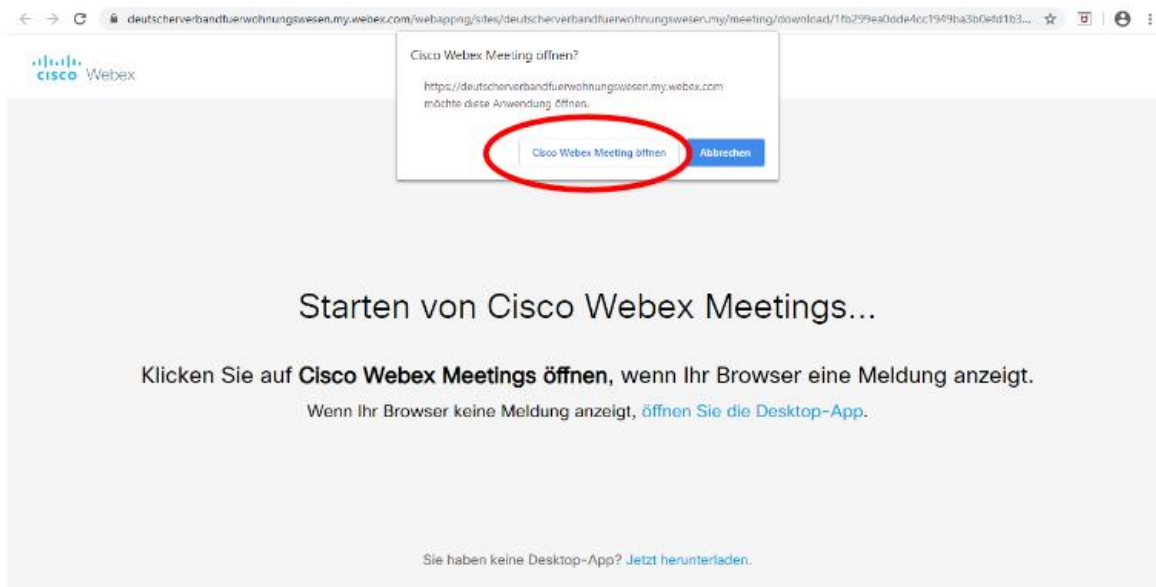 deutscherverbandfuerwohnungswesen.my.webex.com/webappng/sites/deutscherverbandfuerwohnungswesen.my/meeting/download/
Cisco Webex Meeting öffnen?
cisco Webex
https://deutscherverbandfuerwohnungswesen.my.webex.com
möchte diese Anwendung öffnen.
Cisco Webex Meeting öffnen Abbrechen
Starten von Cisco Webex Meetings...
Klicken Sie auf Cisco Webex Meetings öffnen, wenn Ihr Browser eine Meldung anzeigt.
Wenn Ihr Browser keine Meldung anzeigt, öffnen Sie die Desktop-App.
Sie haben keine Desktop-App? Jetzt herunterladen.